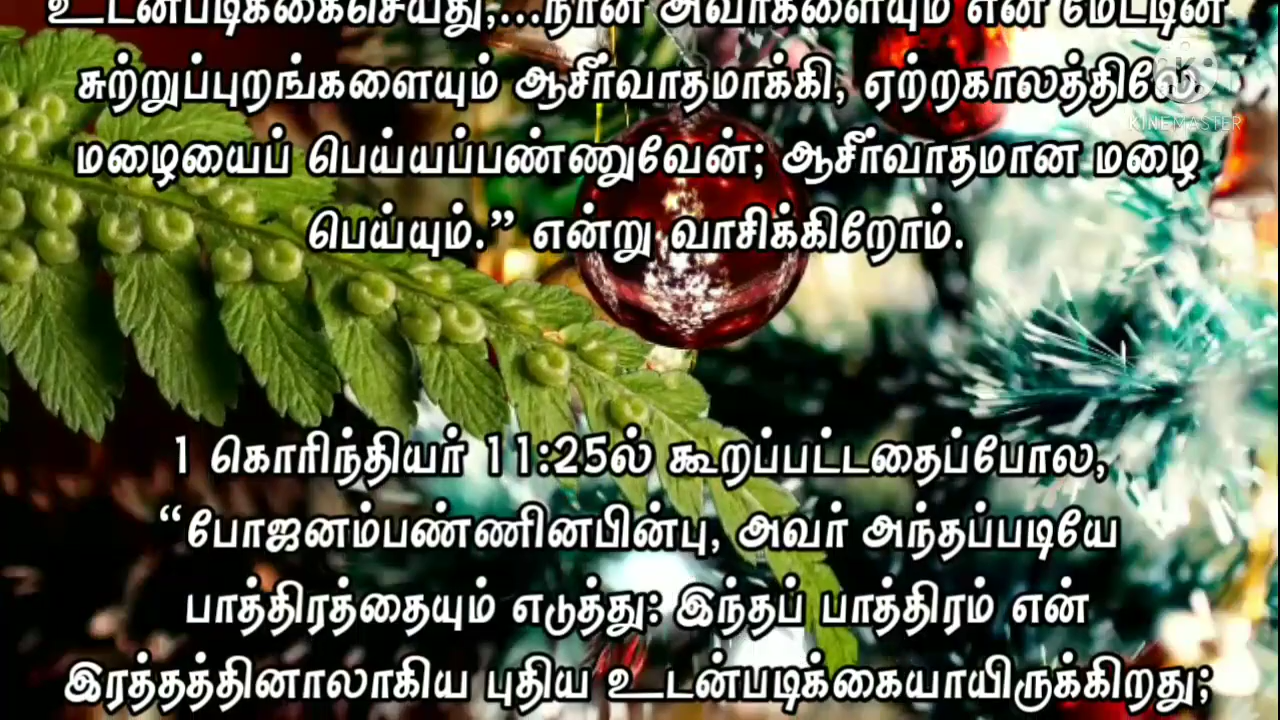 உடன்படிக்கைசெய்து,...நான் அவர்களையும் என் மேட்டின்
சுற்றுப்புறங்களையும் ஆசீர்வாதமாக்கி, ஏற்றகாலத்திலே
மழையைப் பெய்யப்பண்ணுவேன்; ஆசீர்வாதமான மழை
பெய்யும்.” என்று வாசிக்கிறோம்.
1 கொரிந்தியர் 11:25ல் கூறப்பட்டதைப்போல,
“போஜனம்பண்ணினபின்பு, அவர் அந்தப்படியே
பாத்திரத்தையும் எடுத்து: இந்தப் பாத்திரம் என்
இரத்தத்தினாலாகிய புதிய உடன்படிக்கையாயிருக்கிறது;
KINEMASTER